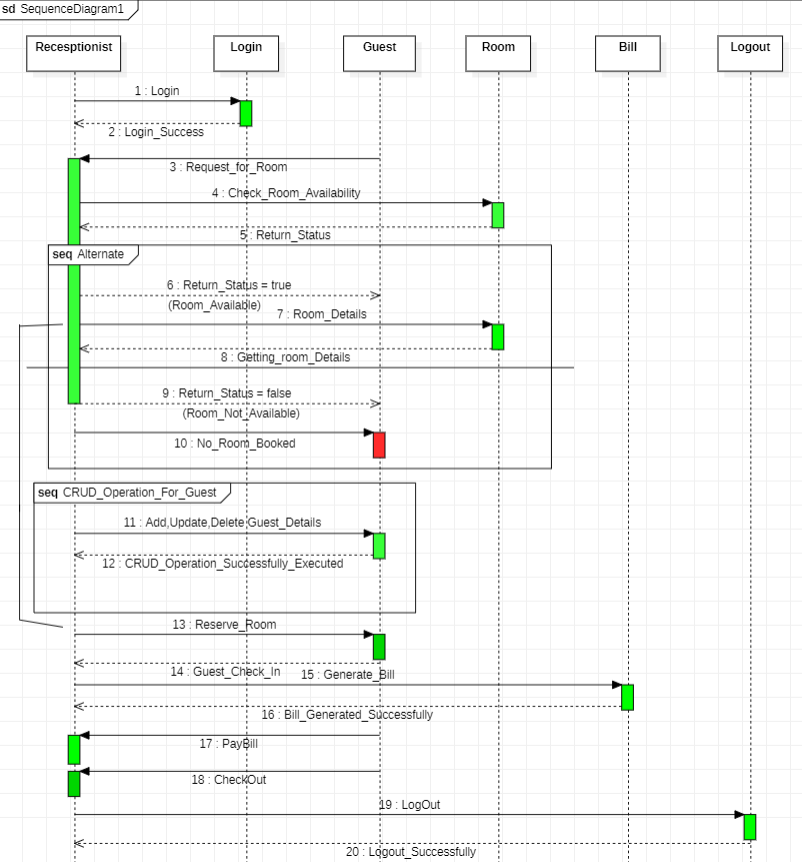 sd SequenceDiagram1
Recesptionist
Login
Guest
Room
Bill
Logout
1 : Login
2 : Login_Success
3 : Request_for_Room
4 : Check_Room_Availability
5 : Return_Status
seq Alternate
6 : Return_Status = true
(Room_Available)
7 : Room_Details
8 : Getting_room_Details
9 : Return_Status = false
(Room_Not_Available)
10 : No_Room_Booked
seq CRUD_Operation_For_Guest
11 : Add,Update,Delete Guest_Details
12 : CRUD_Operation_Successfully_Executed
13 : Reserve_Room
14 : Guest_Check_In
15 : Generate_Bill
16 : Bill_Generated_Successfully
17 : PayBill
18 : CheckOut
19 : LogOut
20 : Logout_Successfully